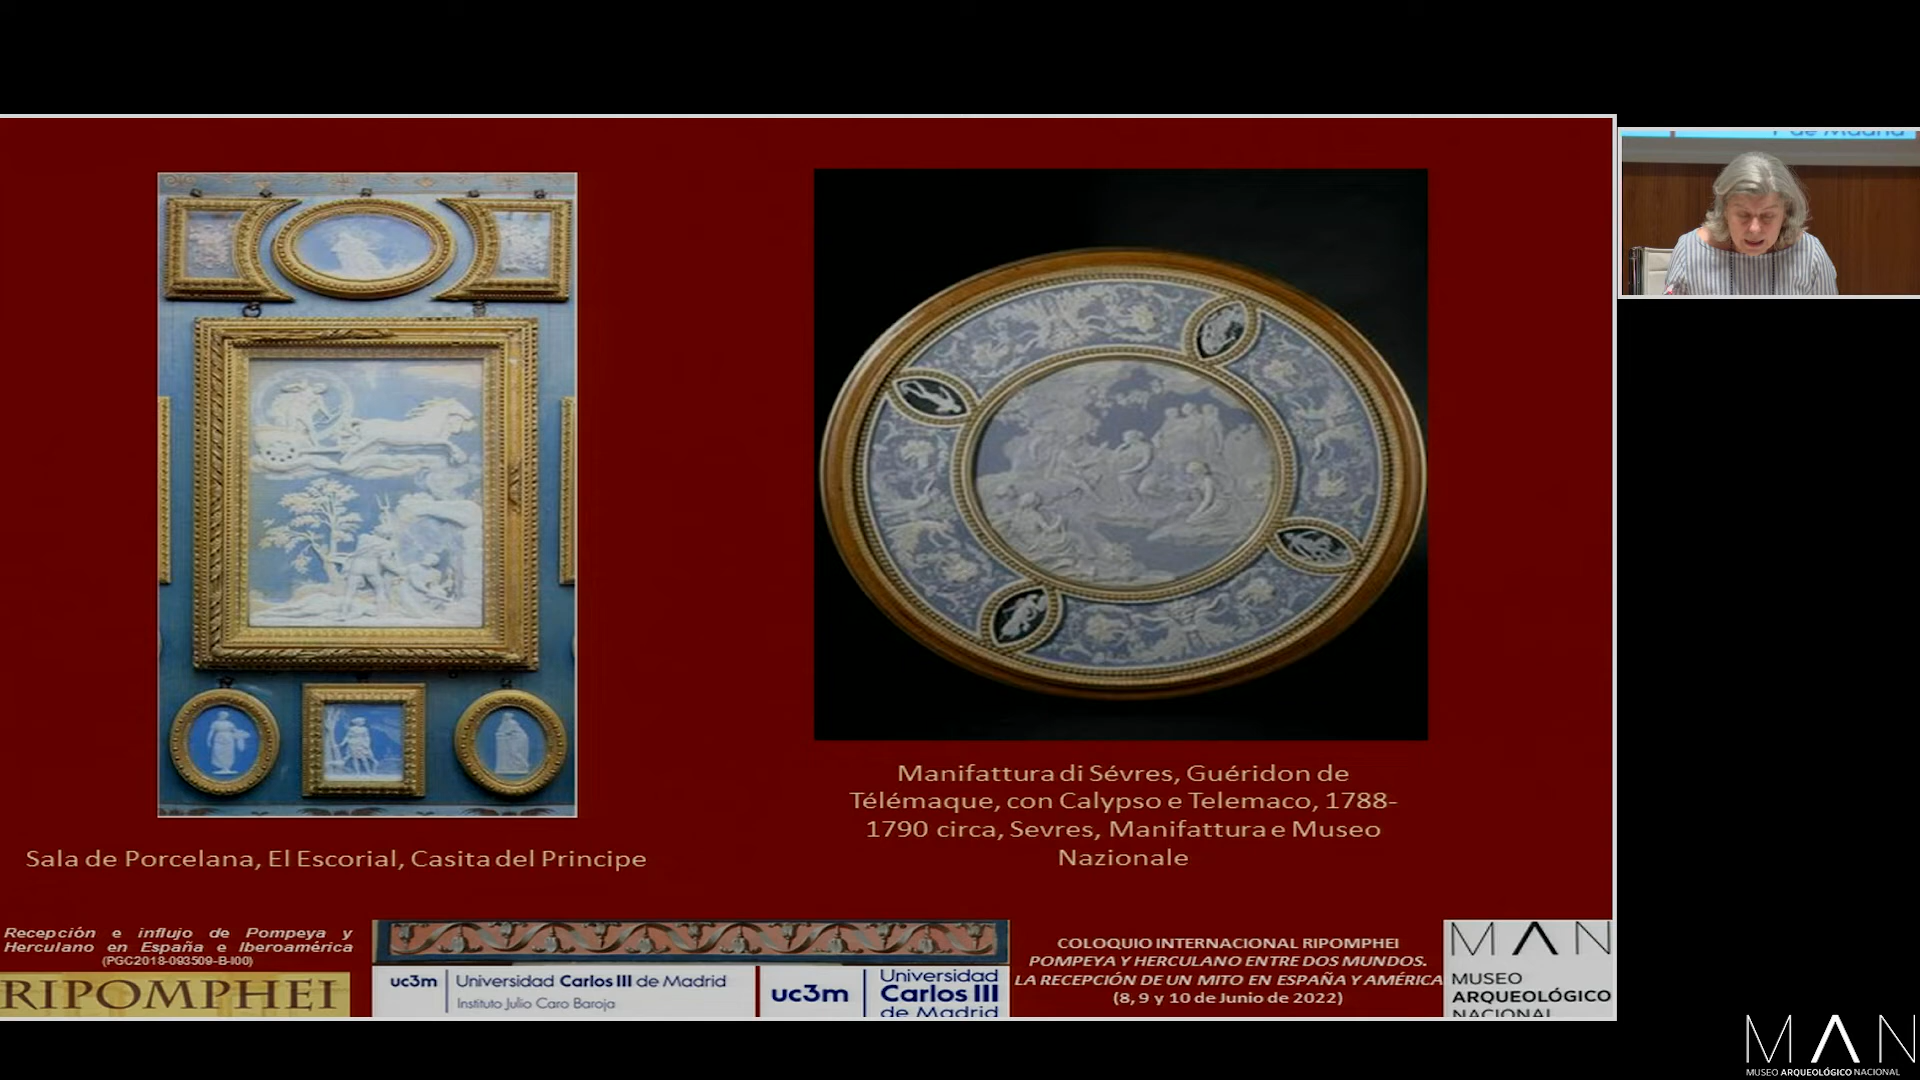 de Madrid
Manifattura di Sévres, Guéridon de
Télémaque, con Calypso e Telemaco, 1788-
1790 circa, Sevres, Manifattura e Museo
Nazionale
Sala de Porcelana, El Escorial, Casita del Principe
Recepción e influjo de Pompeya y
Herculano en España e Iberoamérica
(PGC2018-093509-B-I00)
RIPOMPHEI
uc3m Universidad Carlos III de Madrid
Instituto Julio Caro Baroja
uc3m Universidad
Carlos III
de Madrid
COLOQUIO INTERNACIONAL RIPOMPHEI
POMPEYA Y HERCULANO ENTRE DOS MUNDOS.
LA RECEPCIÓN DE UN MITO EN ESPAÑA Y AMÉRICA
(8, 9 y 10 de Junio de 2022)
MAN
MUSEO
ARQUEOLÓGICO
NACIONAL
MAN
MUSEO ARQUEOLÓGICO NACIONAL